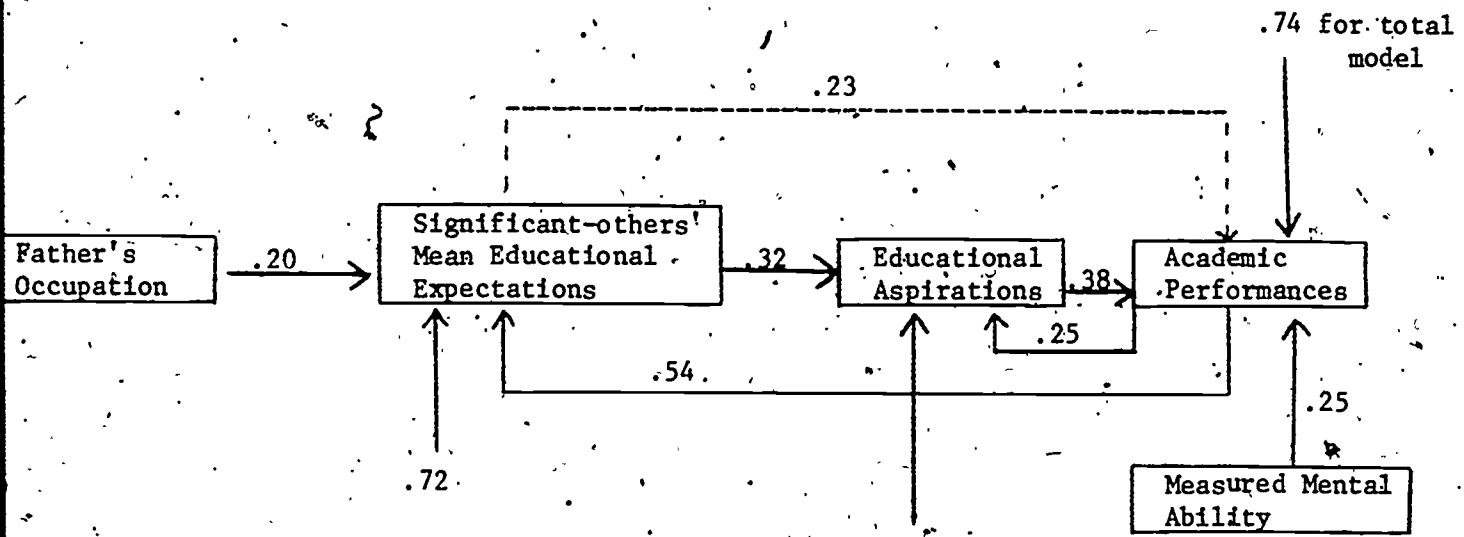 .74 for total
model
.23
Father's
Occupation
.20
Significant-others'
Mean Educational
Expectations
.32
Educational
Aspirations
.38
Academic
Performances
.25
.54
.25
.72
Measured Mental
Ability